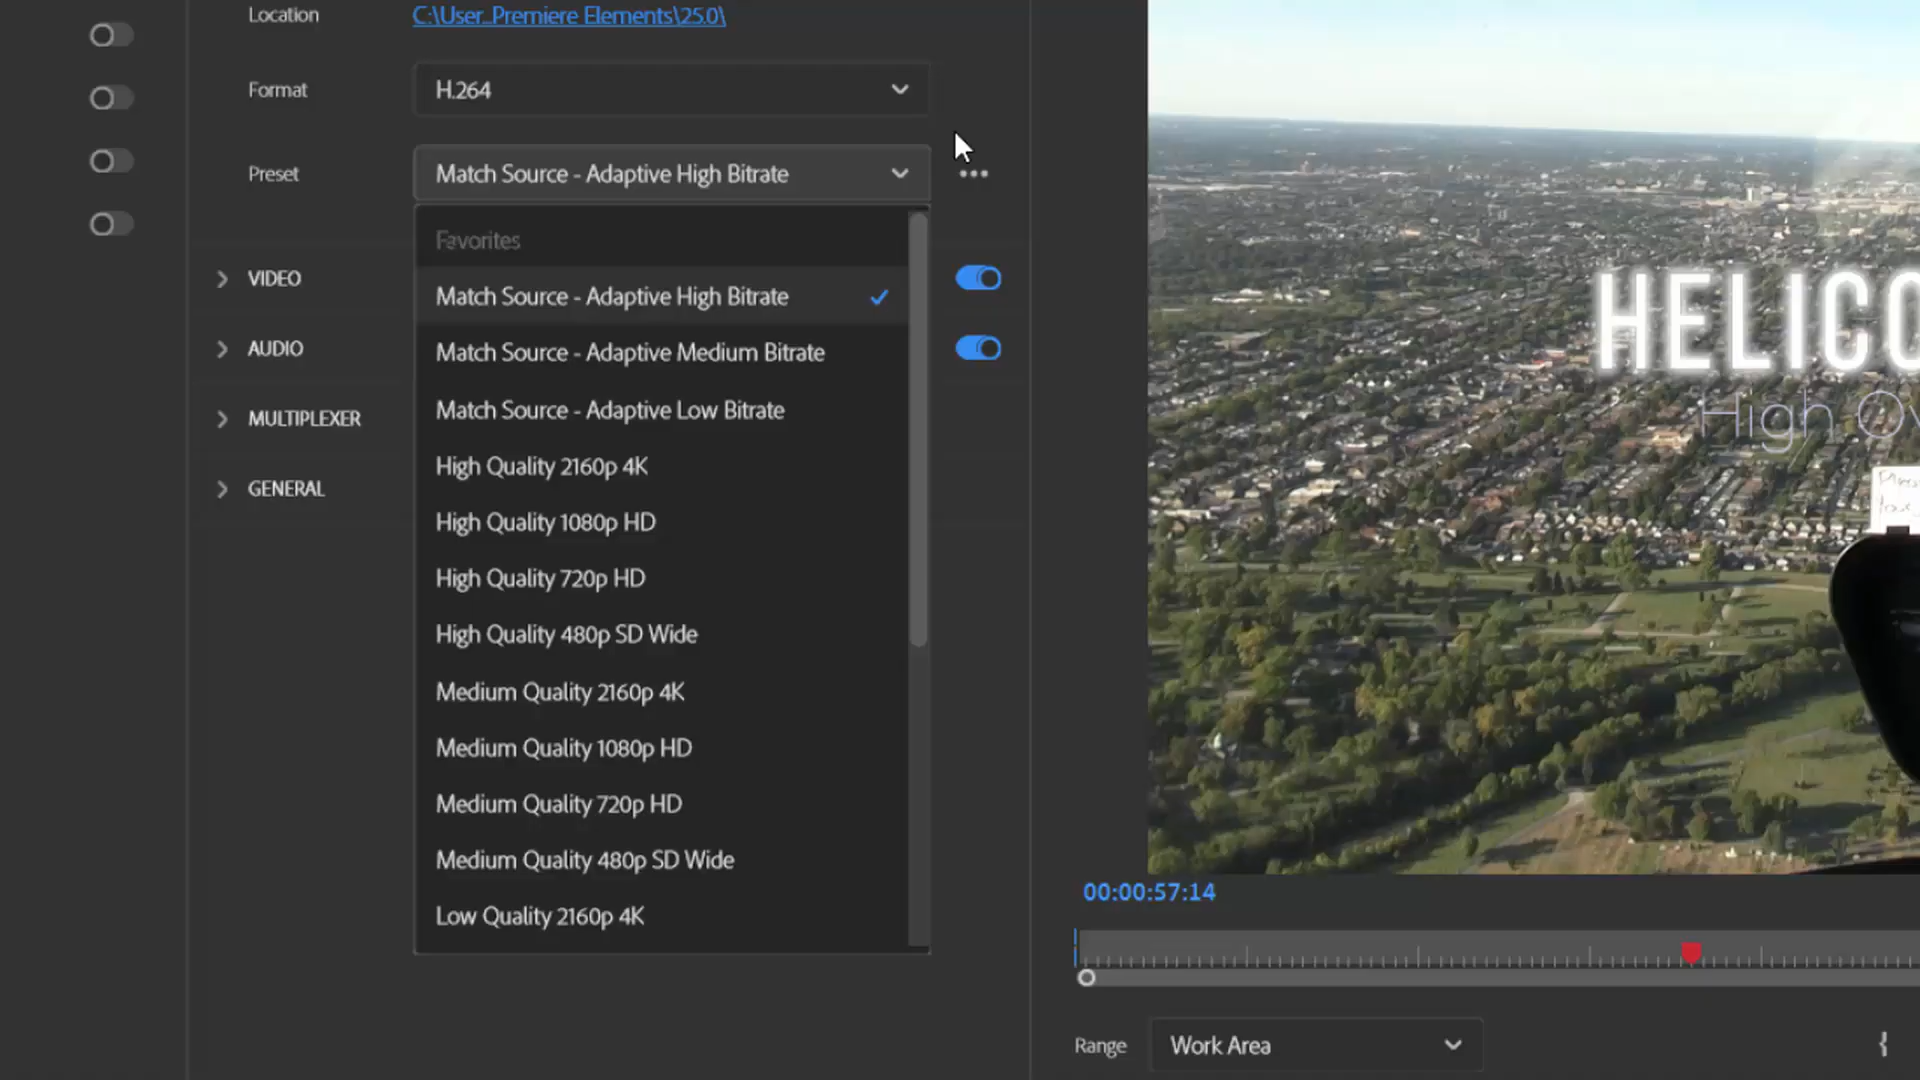 Location
C:\User...Premiere Elements\25.0\
Format
H.264
Preset
Match Source - Adaptive High Bitrate
Favorites
Match Source - Adaptive High Bitrate
Match Source - Adaptive Medium Bitrate
Match Source - Adaptive Low Bitrate
High Quality 2160p 4K
High Quality 1080p HD
High Quality 720p HD
High Quality 480p SD Wide
Medium Quality 2160p 4K
Medium Quality 1080p HD
Medium Quality 720p HD
Medium Quality 480p SD Wide
Low Quality 2160p 4K
VIDEO
AUDIO
MULTIPLEXER
GENERAL
HELICO
High Ov
00:00:57:14
Range
Work Area